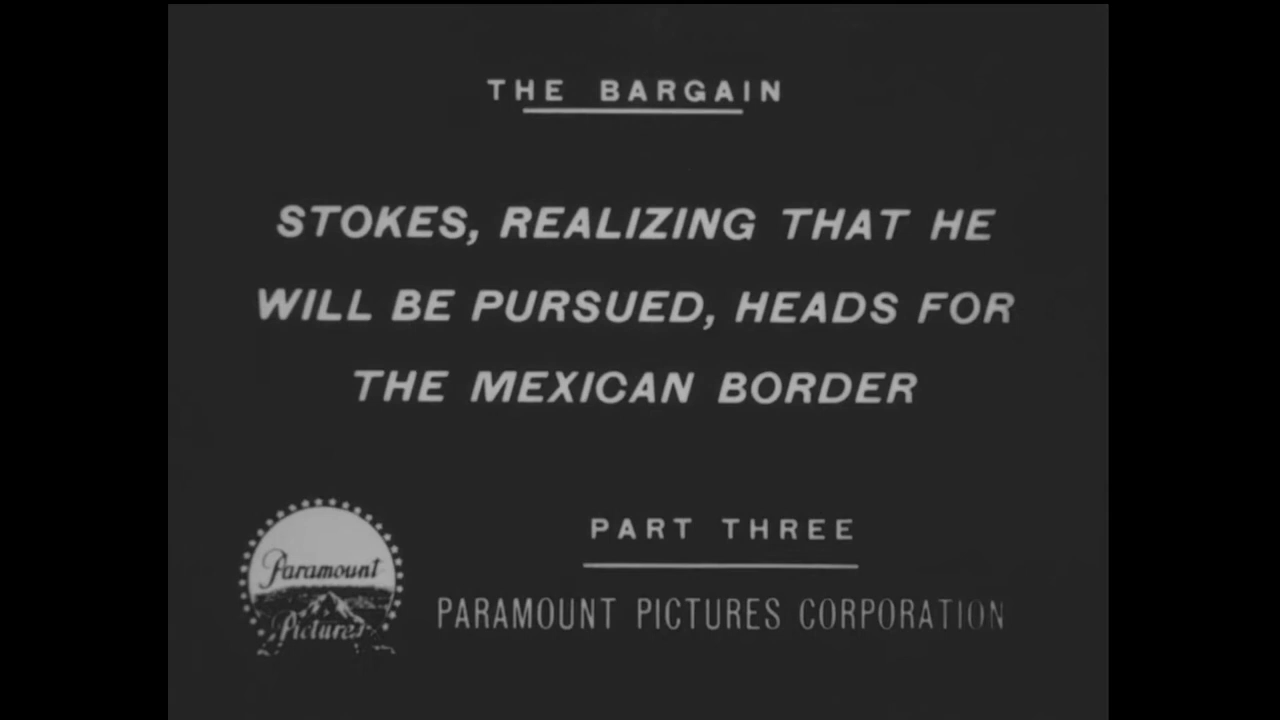 THE BARGAIN
STOKES, REALIZING THAT HE
WILL BE PURSUED, HEADS FOR
THE MEXICAN BORDER
PART THREE
Paramount
Pictures
PARAMOUNT PICTURES CORPORATION